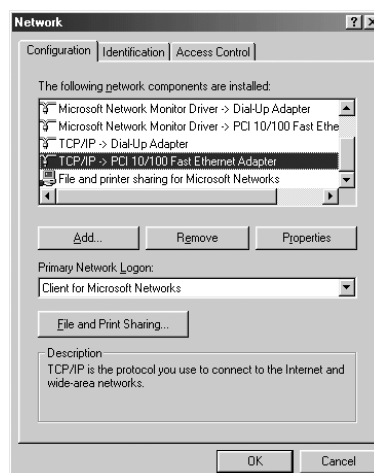 Network
Configuration Identification Access Control
The following network components are installed:
Microsoft Network Monitor Driver -> Dial-Up Adapter
Microsoft Network Monitor Driver -> PCI 10/100 Fast Ethe
TCP/IP -> Dial-Up Adapter
TCP/IP -> PCI 10/100 Fast Ethernet Adapter
File and printer sharing for Microsoft Networks
Add... Remove Properties
Primary Network Logon:
Client for Microsoft Networks
File and Print Sharing...
Description
TCP/IP is the protocol you use to connect to the Internet and
wide-area networks.
OK Cancel